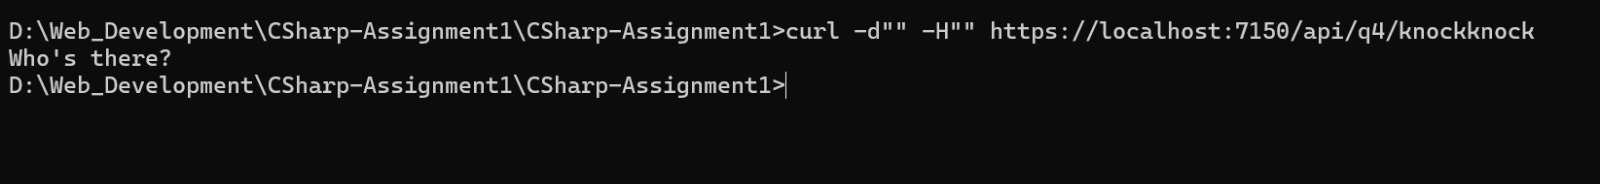 D:\Web_Development\CSharp-Assignment1\CSharp-Assignment1>curl -d"" -H"" https://localhost:7150/api/q4/knockknock
Who's there?
D:\Web_Development\CSharp-Assignment1\CSharp-Assignment1>